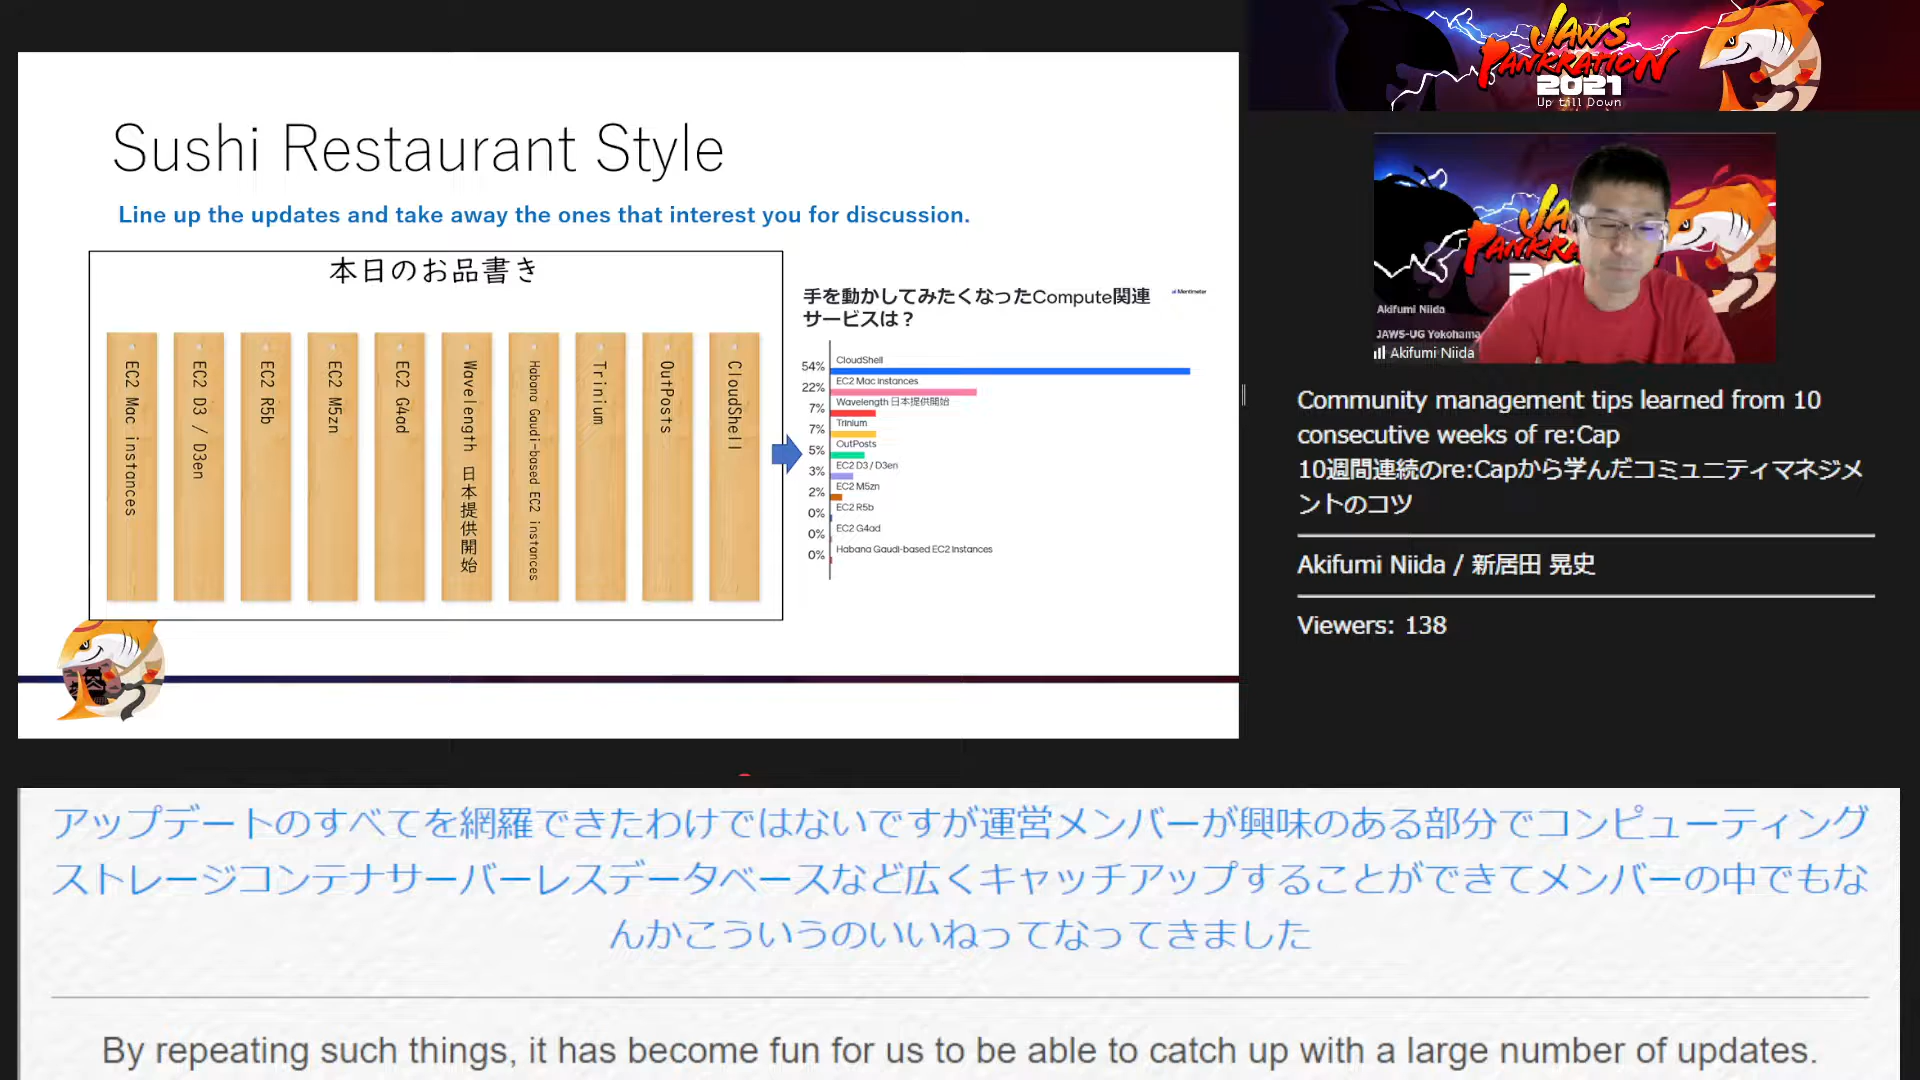 Sushi Restaurant Style
Line up the updates and take away the ones that interest you for discussion.
本日のお品書き
EC2 Mac instances
EC2 D3 / D3en
EC2 R5b
EC2 M5zn
EC2 G4ad
Wavelength 日本提供開始
Habana Gaudi-based EC2 instances
Trinium
OutPosts
CloudShell
手を動かしてみたくなったCompute関連
サービスは？
Mentimeter
CloudShell
54%
EC2 Mac instances
22%
Wavelength 日本提供開始
7%
Trinium
7%
OutPosts
5%
EC2 D3 / D3en
3%
EC2 M5zn
2%
EC2 R5b
0%
EC2 G4ad
0%
Habana Gaudi-based EC2 Instances
0%
JAWS
PANKRATION
2021
Up till Down
Akifumi Niida
JAWS-UG Yokohama
Akifumi Niida
Community management tips learned from 10
consecutive weeks of re:Cap
10週間連続のre:Capから学んだコミュニティマネジメ
ントのコツ
Akifumi Niida / 新居田 晃史
Viewers: 138
アップデートのすべてを網羅できたわけではないですが運営メンバーが興味のある部分でコンピューティング
ストレージコンテナサーバーレスデータベースなど広くキャッチアップすることができてメンバーの中でもな
んかこういうのいいねってなってきました
By repeating such things, it has become fun for us to be able to catch up with a large number of updates.